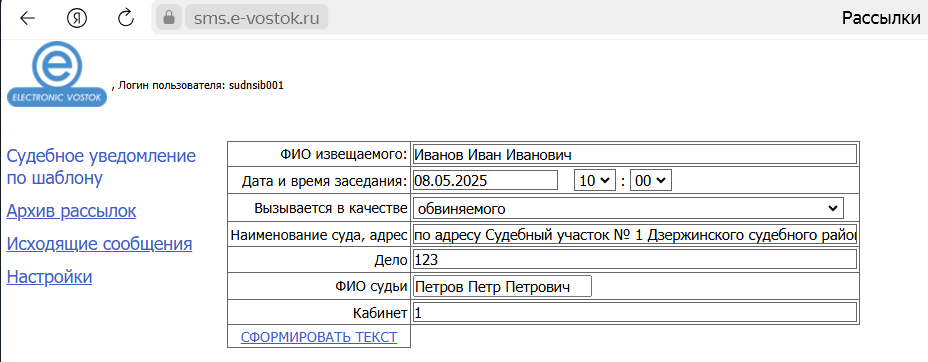 sms.e-vostok.ru
Рассылки
e
ELECTRONIC VOSTOK
, Логин пользователя: sudnsib001
Судебное уведомление
по шаблону
Архив рассылок
Исходящие сообщения
Настройки
ФИО извещаемого: Иванов Иван Иванович
Дата и время заседания: 08.05.2025 10 : 00
Вызывается в качестве обвиняемого
Наименование суда, адрес по адресу Судебный участок № 1 Дзержинского судебного райо
Дело 123
ФИО судьи Петров Петр Петрович
Кабинет 1
СФОРМИРОВАТЬ ТЕКСТ